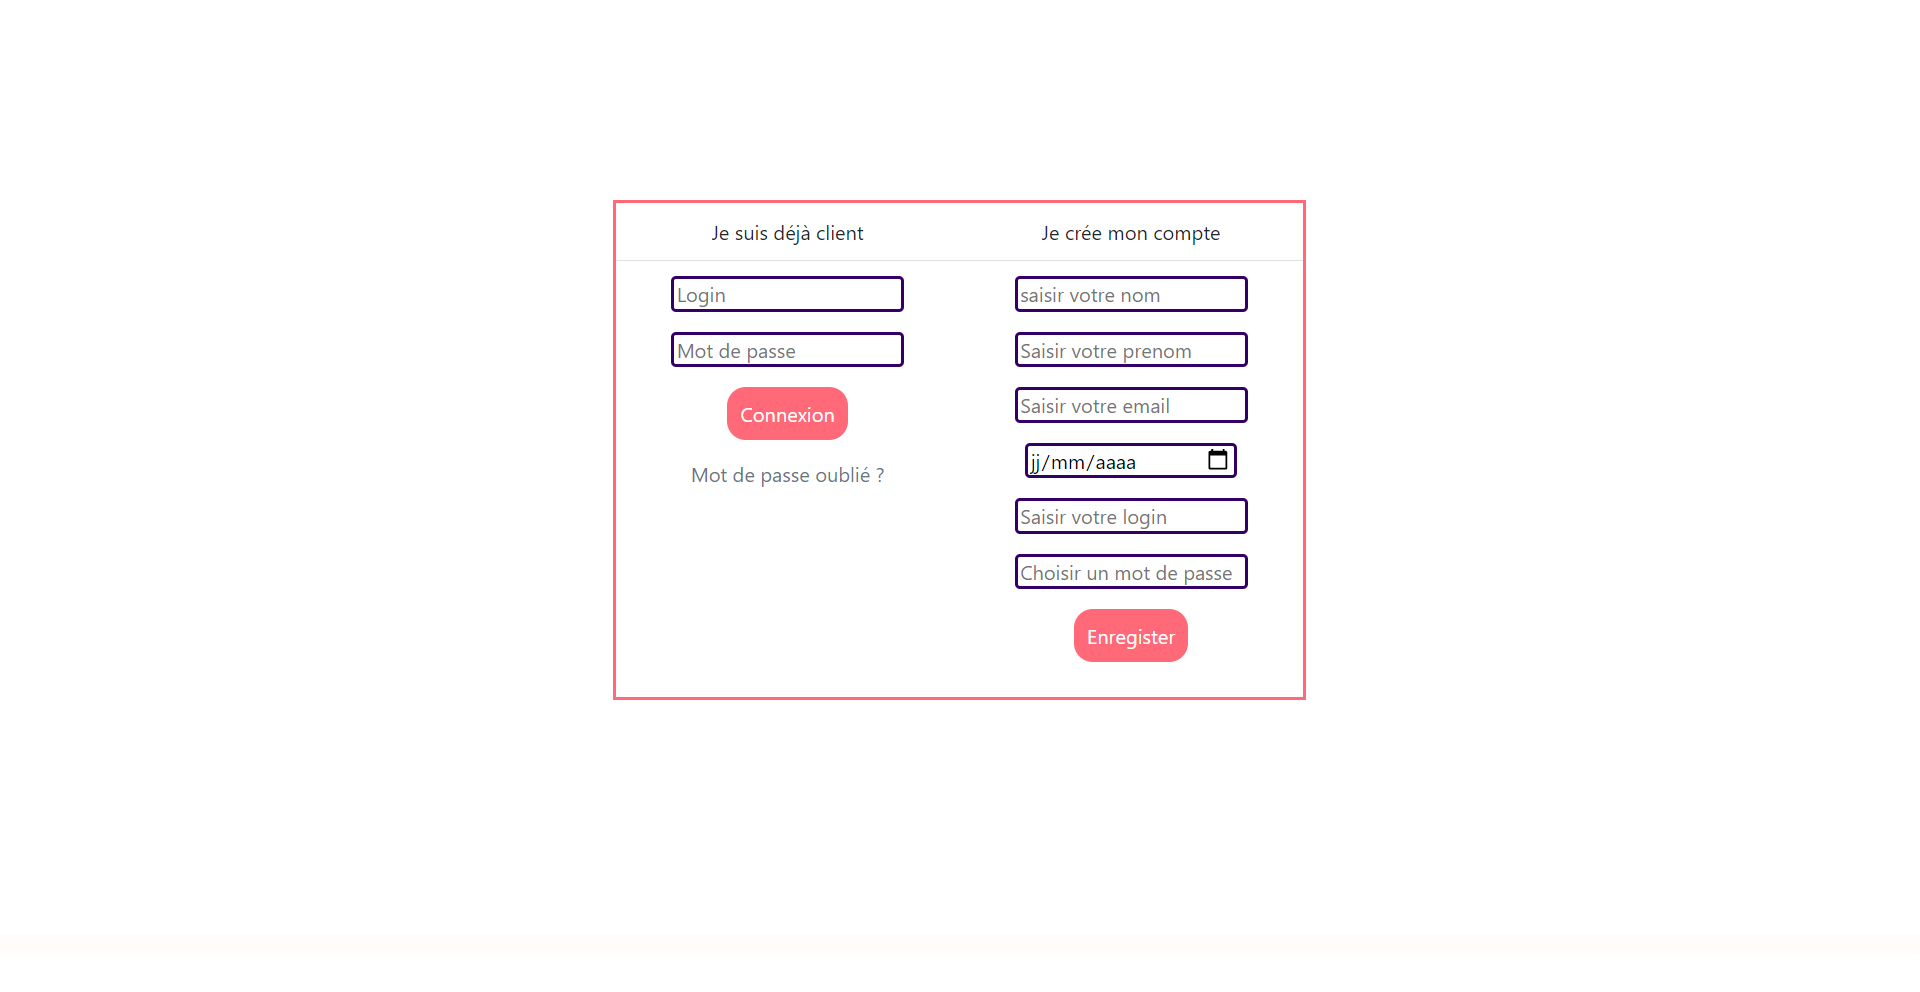 Je suis déjà client
Login
Mot de passe
Connexion
Mot de passe oublié ?
Je crée mon compte
saisir votre nom
Saisir votre prenom
Saisir votre email
jj/mm/aaaa
Saisir votre login
Choisir un mot de passe
Enregister